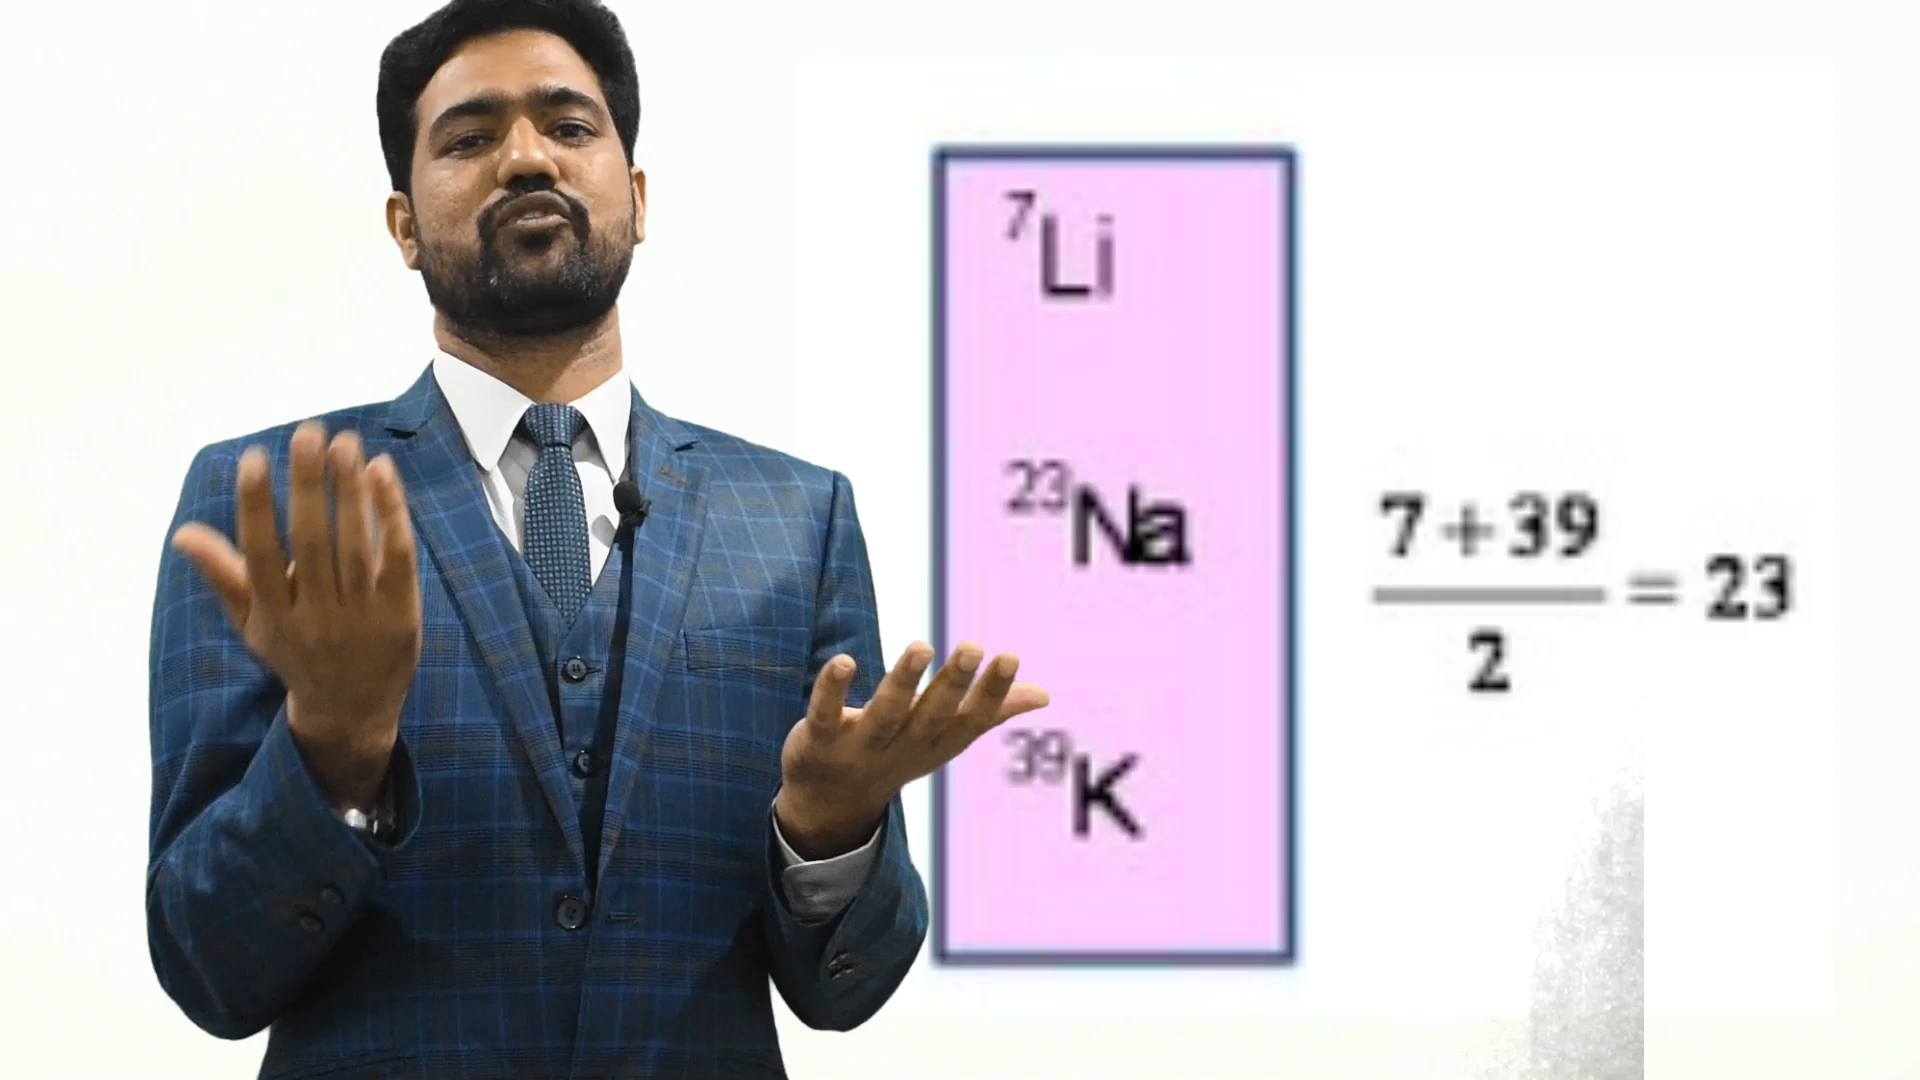 ⁷Li
²³Na
7 + 39
2
= 23
³⁹K